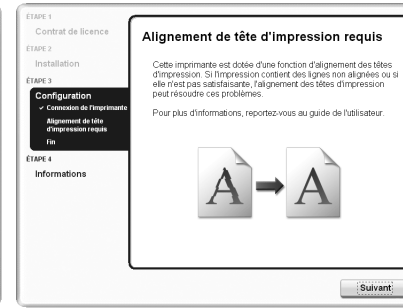 ÉTAPE 1
Contrat de licence
ÉTAPE 2
Installation
ÉTAPE 3
Configuration
✓ Connexion de l'imprimante
Alignement de tête
d'impression requis
Fin
ÉTAPE 4
Informations
Alignement de tête d'impression requis
Cette imprimante est dotée d'une fonction d'alignement des têtes
d'impression. Si l'impression contient des lignes non alignées ou si
elle n'est pas satisfaisante, l'alignement des têtes d'impression
peut résoudre ces problèmes.
Pour plus d'informations, reportez-vous au guide de l'utilisateur.
A A
Suivant